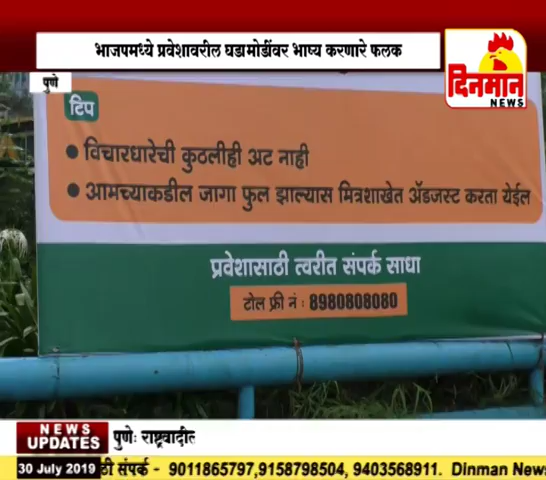 भाजपमध्ये प्रवेशावरील घडामोडींवर भाष्य करणारे फलक
दिनमान
NEWS
पुणे
टिप
• विचारधारेची कुठलीही अट नाही
• आमच्याकडील जागा फुल झाल्यास मित्रशाखेत ॲडजस्ट करता येईल
प्रवेशासाठी त्वरीत संपर्क साधा
टोल फ्री नं : 8980808080
NEWS
UPDATES
पुणेः राष्ट्रवादील
30 July 2019
ठी संपर्क - 9011865797,9158798504, 9403568911. Dinman News